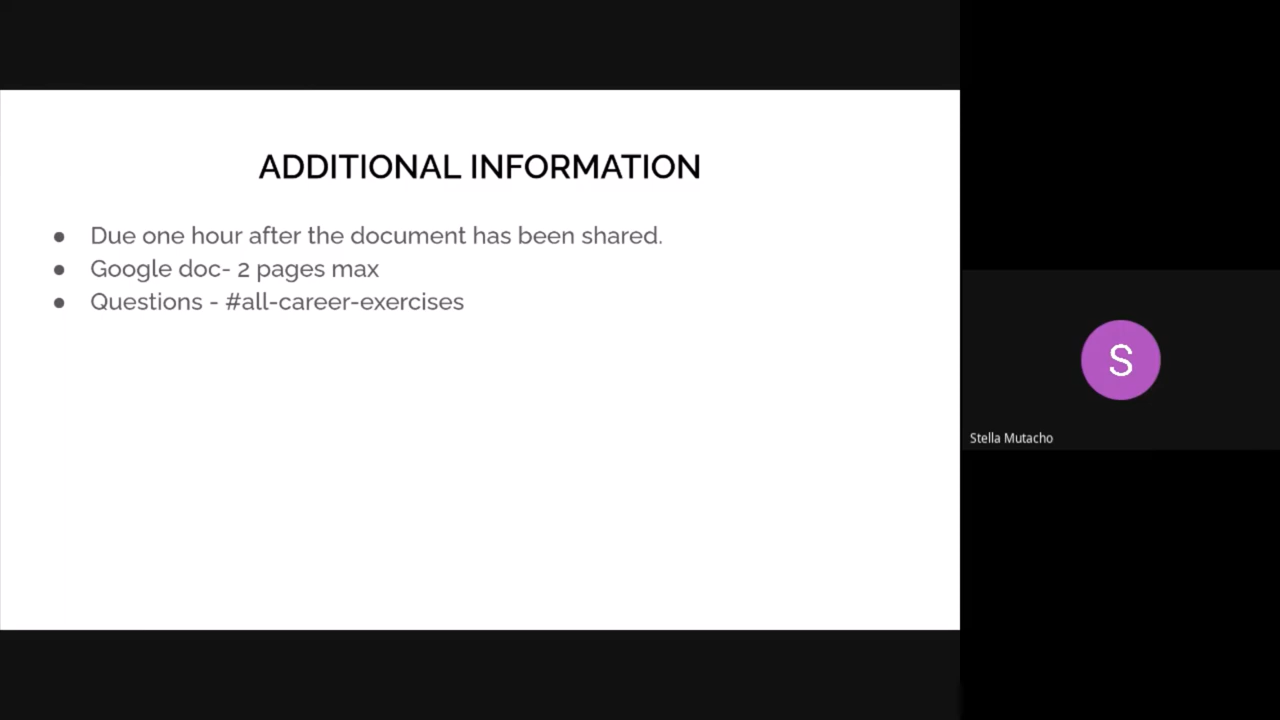 ADDITIONAL INFORMATION
● Due one hour after the document has been shared.
● Google doc- 2 pages max
● Questions - #all-career-exercises
S
Stella Mutacho